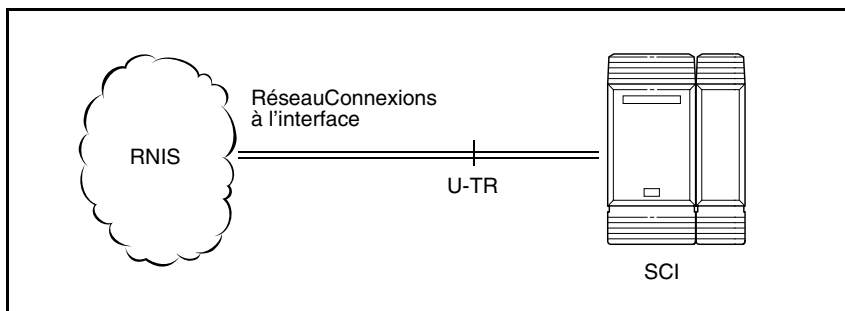 RéseauConnexions
à l'interface
RNIS
U-TR
SCI